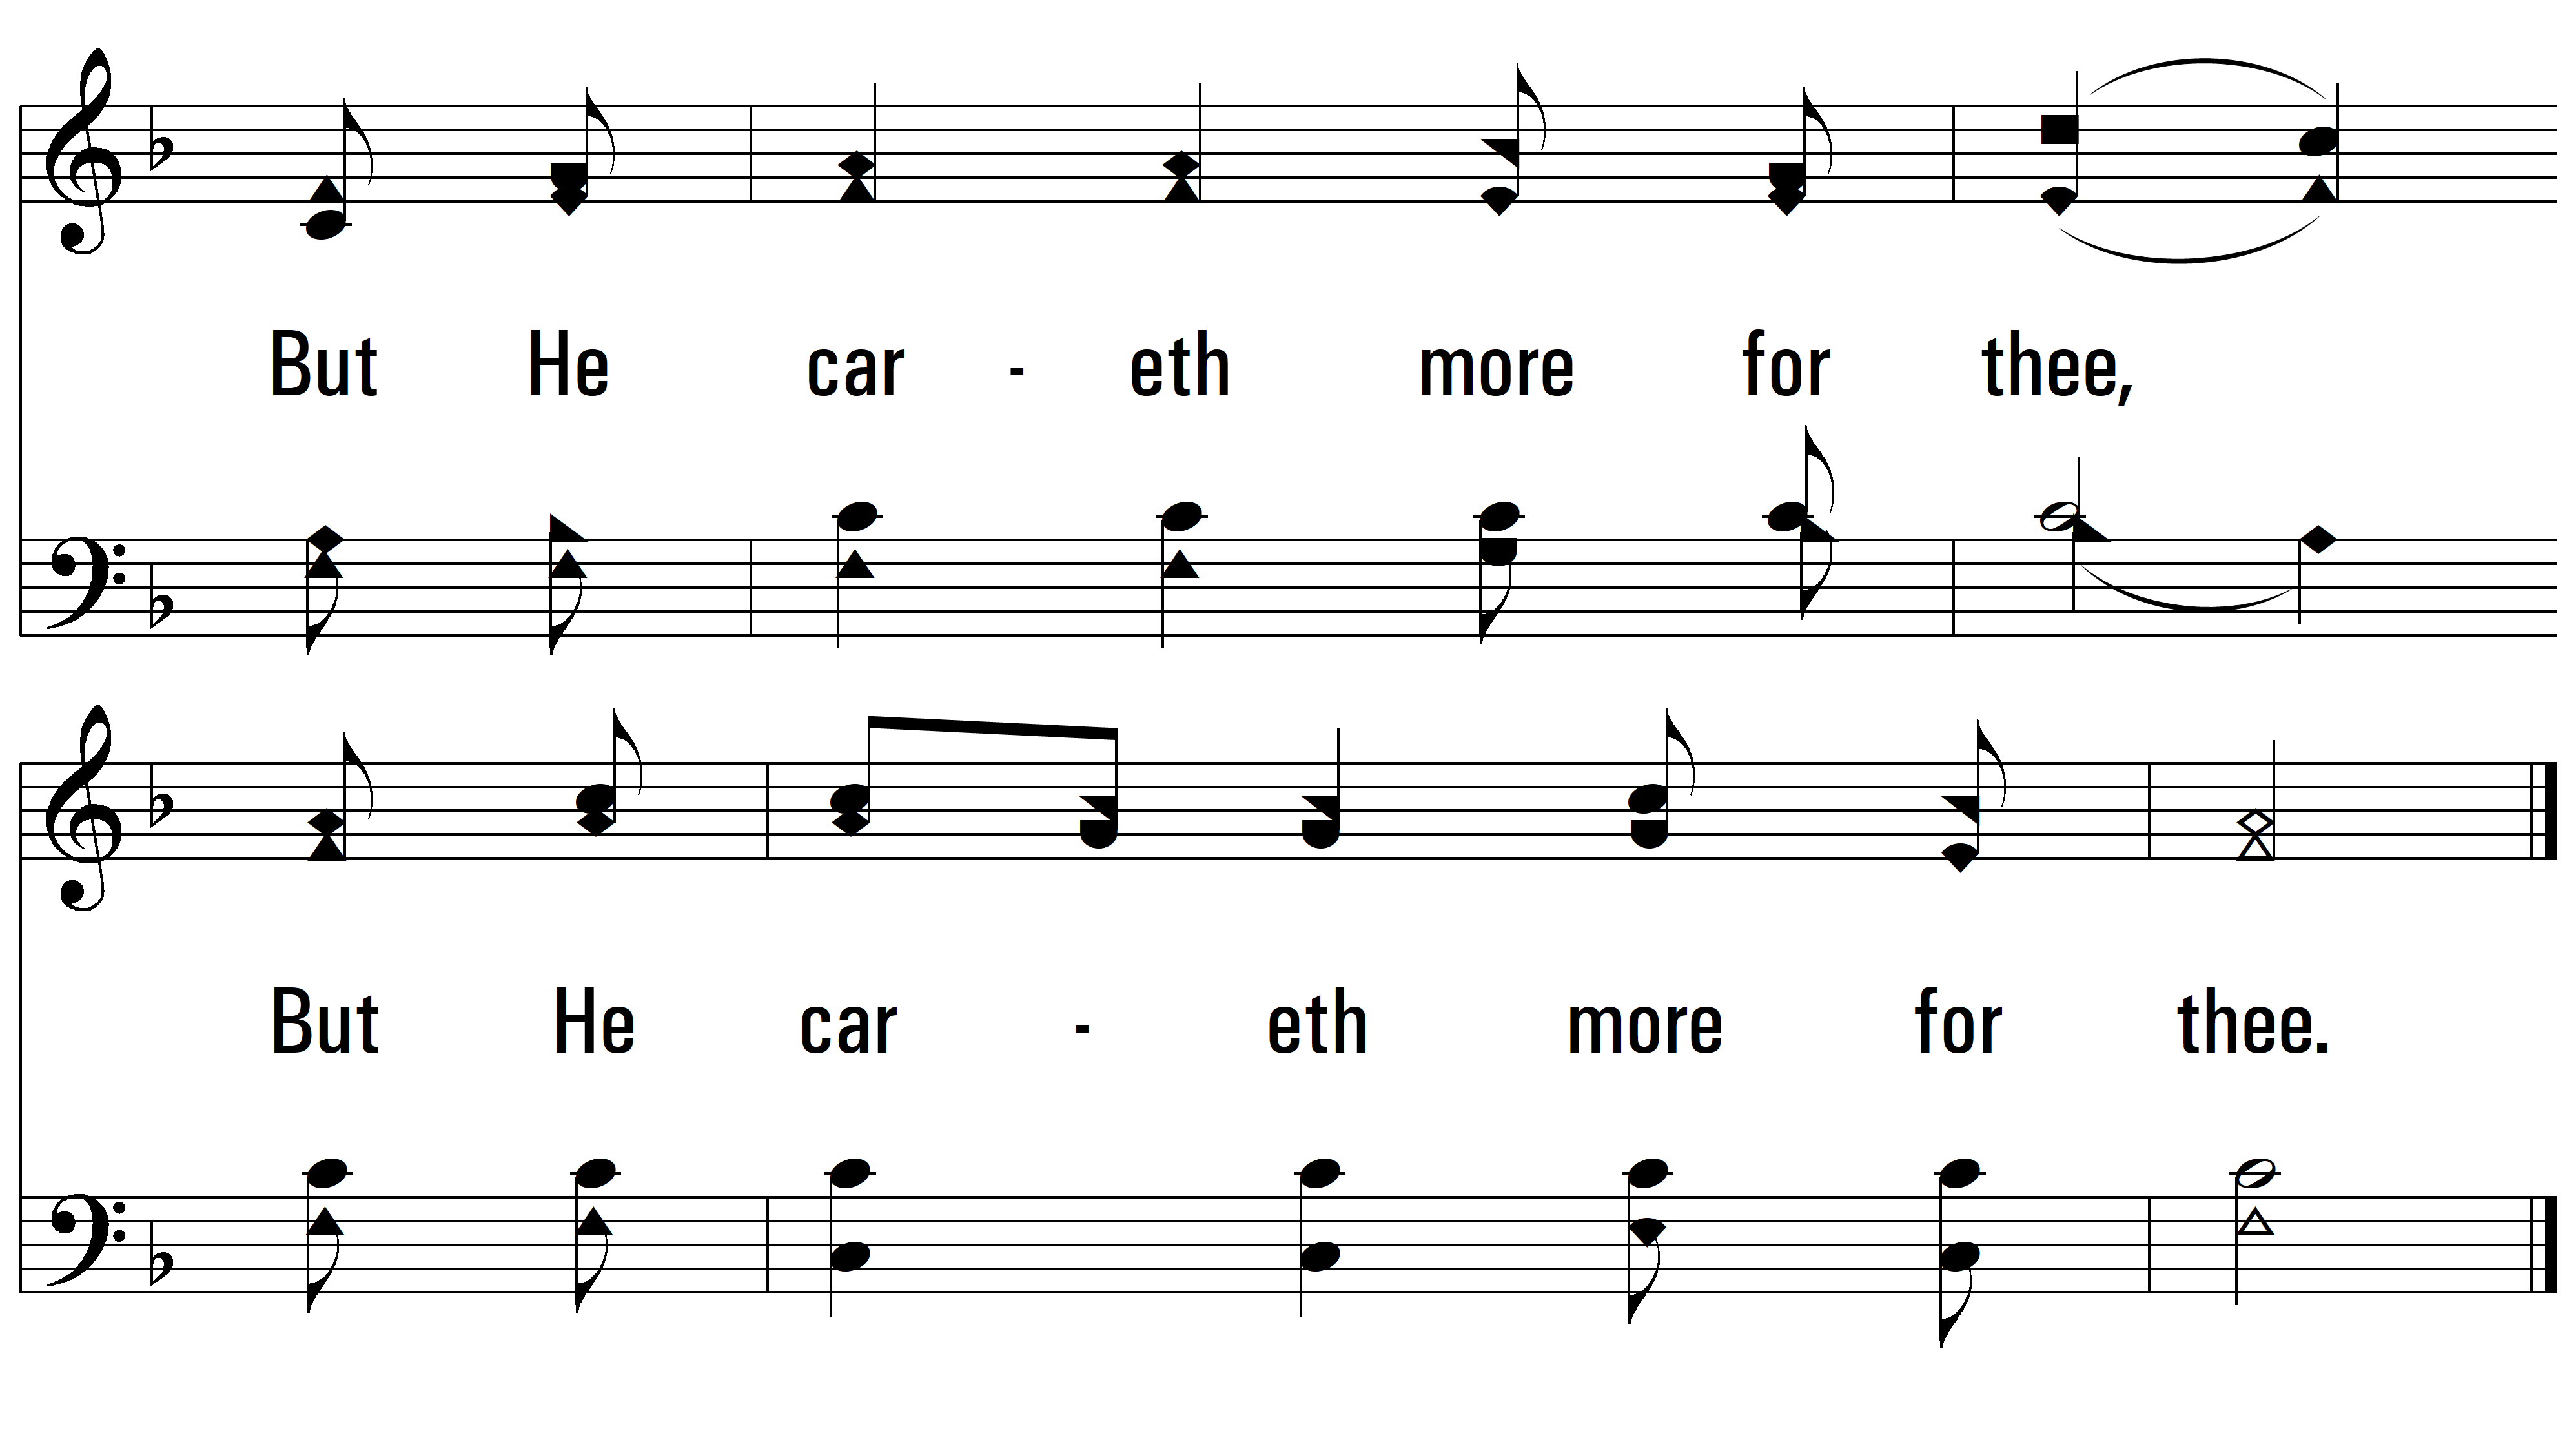 But He car - eth more for thee,
But He car - eth more for thee.